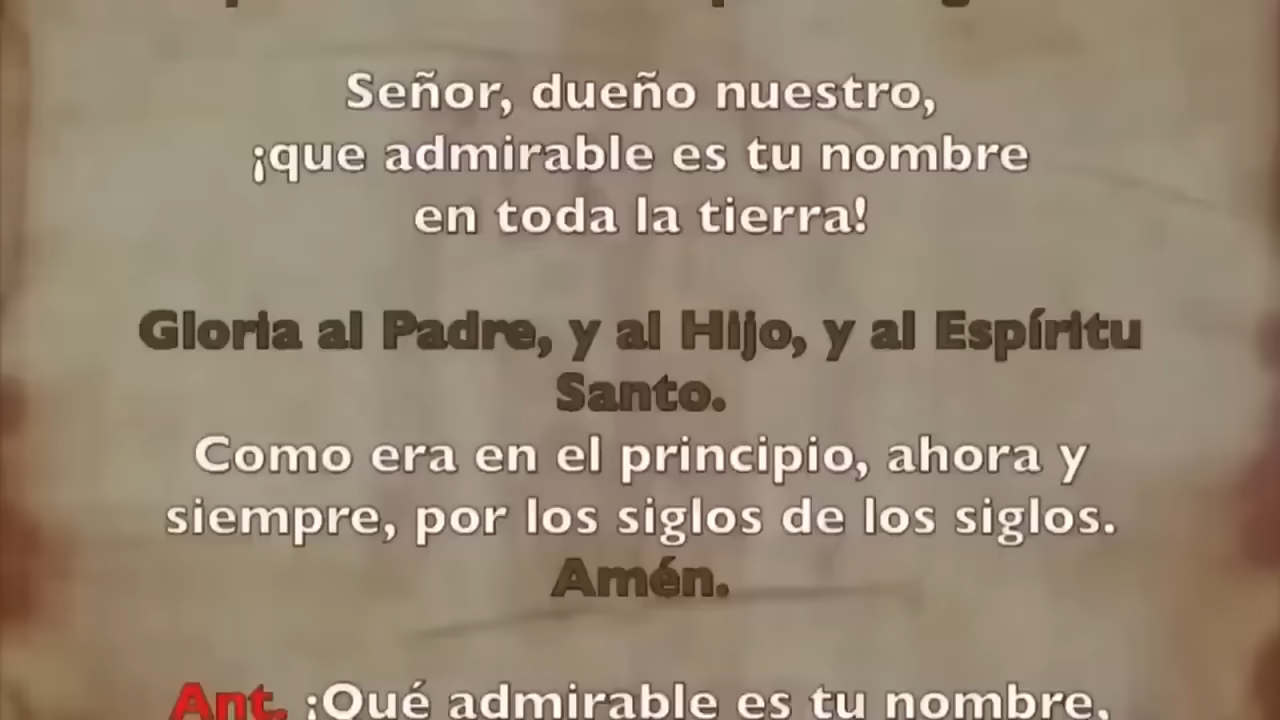 Señor, dueño nuestro,
¡que admirable es tu nombre
en toda la tierra!
Gloria al Padre, y al Hijo, y al Espíritu
Santo.
Como era en el principio, ahora y
siempre, por los siglos de los siglos.
Amén.
Ant. ¡Qué admirable es tu nombre,